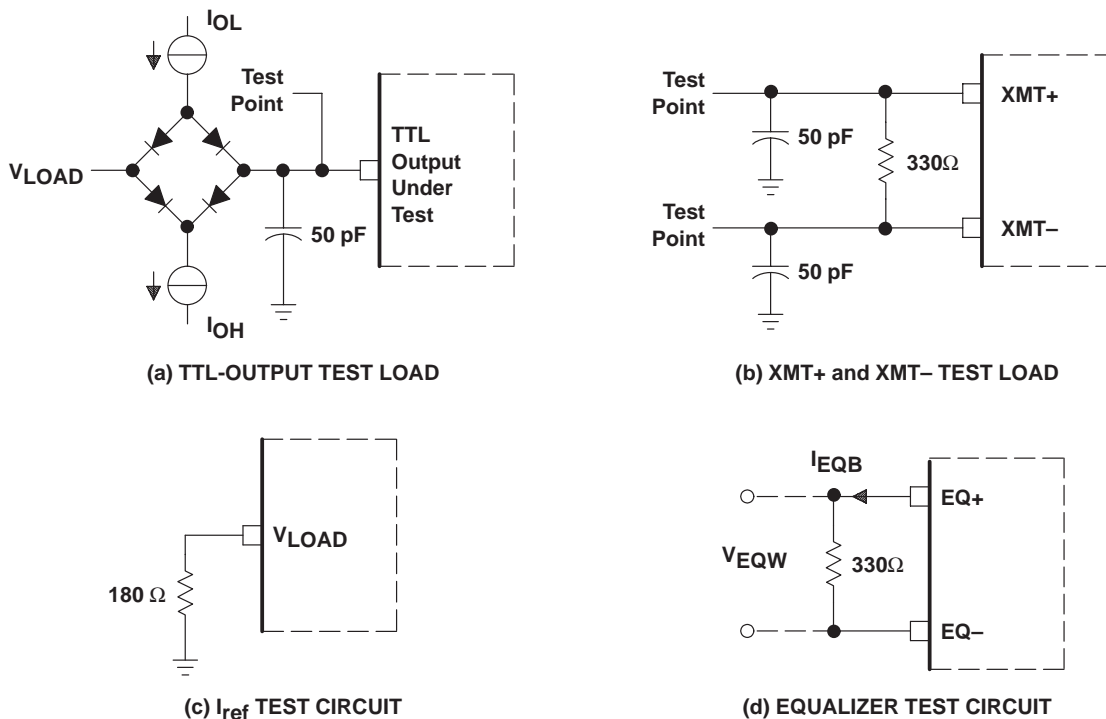 IOL
Test
Point
TTL
Output
Under
Test
VLOAD
50 pF
IOH
(a) TTL-OUTPUT TEST LOAD
Test
Point
XMT+
50 pF
330Ω
Test
Point
XMT–
50 pF
(b) XMT+ and XMT– TEST LOAD
VLOAD
180 Ω
(c) Iref TEST CIRCUIT
IEQB
EQ+
VEQW
330Ω
EQ–
(d) EQUALIZER TEST CIRCUIT